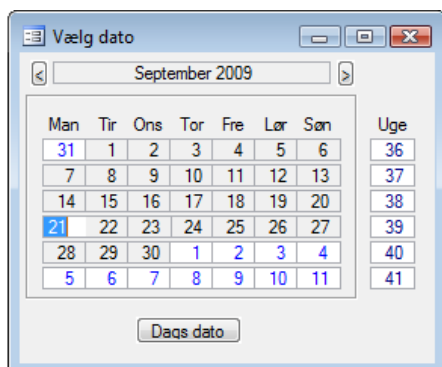 Vælg dato
< September 2009 >
Man Tir Ons Tor Fre Lør Søn Uge
31 1 2 3 4 5 6 36
7 8 9 10 11 12 13 37
14 15 16 17 18 19 20 38
21 22 23 24 25 26 27 39
28 29 30 1 2 3 4 40
5 6 7 8 9 10 11 41
Dags dato